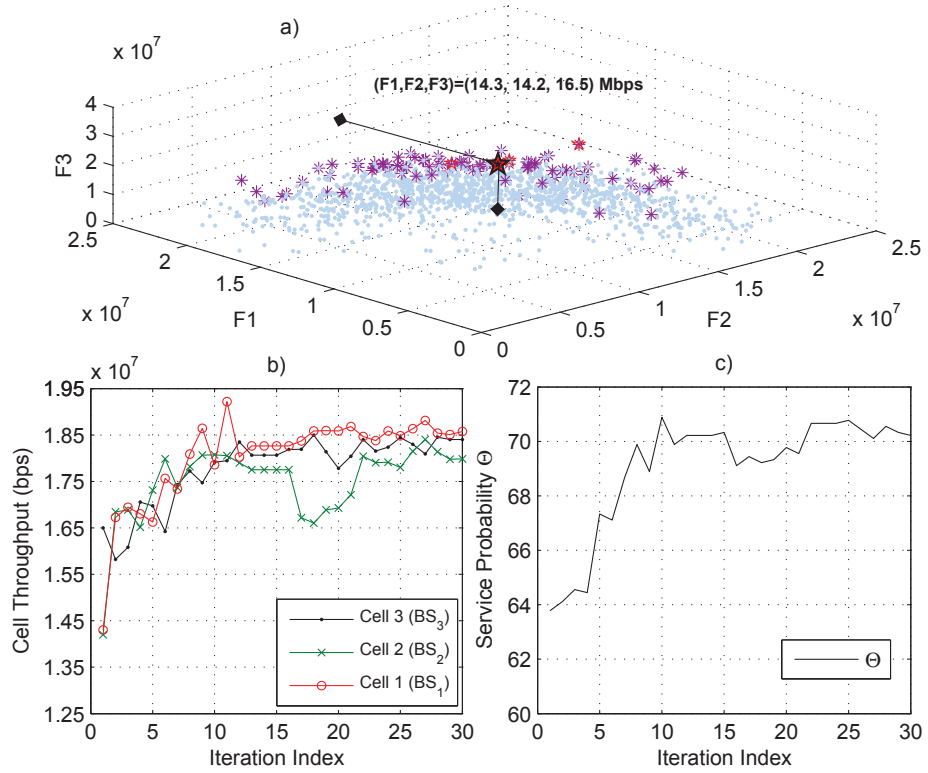 a)
x 10^7
(F1,F2,F3)=(14.3, 14.2, 16.5) Mbps
4
3
2
1
0
F3
2.5
2
1.5
1
0.5
0
x 10^7
F1
0
0.5
1
1.5
2
2.5
F2
x 10^7
b)
x 10^7
1.95
1.85
1.75
1.65
1.55
1.45
1.35
1.25
Cell Throughput (bps)
0 5 10 15 20 25 30
Iteration Index
Cell 3 (BS_3)
Cell 2 (BS_2)
Cell 1 (BS_1)
c)
72
70
68
66
64
62
60
Service Probability Θ
0 5 10 15 20 25 30
Iteration Index
Θ